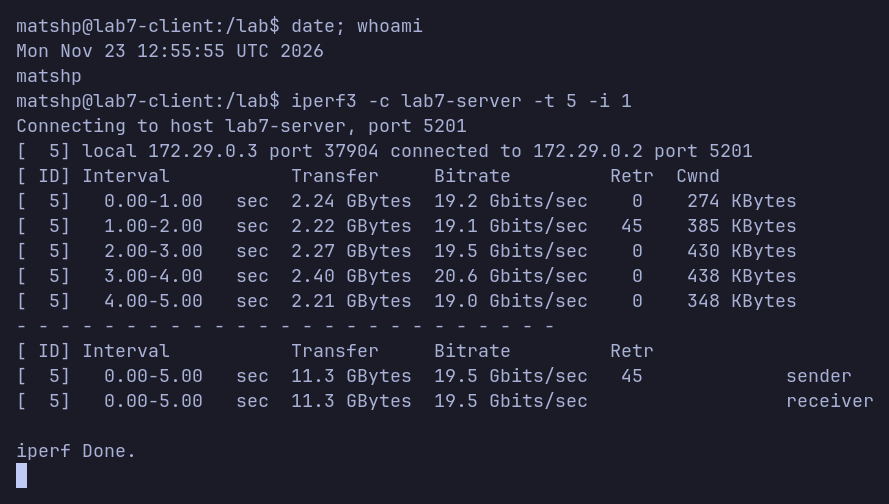 matshp@lab7-client:/lab$ date; whoami
Mon Nov 23 12:55:55 UTC 2026
matshp
matshp@lab7-client:/lab$ iperf3 -c lab7-server -t 5 -i 1
Connecting to host lab7-server, port 5201
[  5] local 172.29.0.3 port 37904 connected to 172.29.0.2 port 5201
[ ID] Interval           Transfer     Bitrate         Retr  Cwnd
[  5]   0.00-1.00   sec  2.24 GBytes  19.2 Gbits/sec    0    274 KBytes
[  5]   1.00-2.00   sec  2.22 GBytes  19.1 Gbits/sec   45    385 KBytes
[  5]   2.00-3.00   sec  2.27 GBytes  19.5 Gbits/sec    0    430 KBytes
[  5]   3.00-4.00   sec  2.40 GBytes  20.6 Gbits/sec    0    438 KBytes
[  5]   4.00-5.00   sec  2.21 GBytes  19.0 Gbits/sec    0    348 KBytes
- - - - - - - - - - - - - - - - - - - - - - - - -
[ ID] Interval           Transfer     Bitrate         Retr
[  5]   0.00-5.00   sec  11.3 GBytes  19.5 Gbits/sec   45             sender
[  5]   0.00-5.00   sec  11.3 GBytes  19.5 Gbits/sec                  receiver

iperf Done.